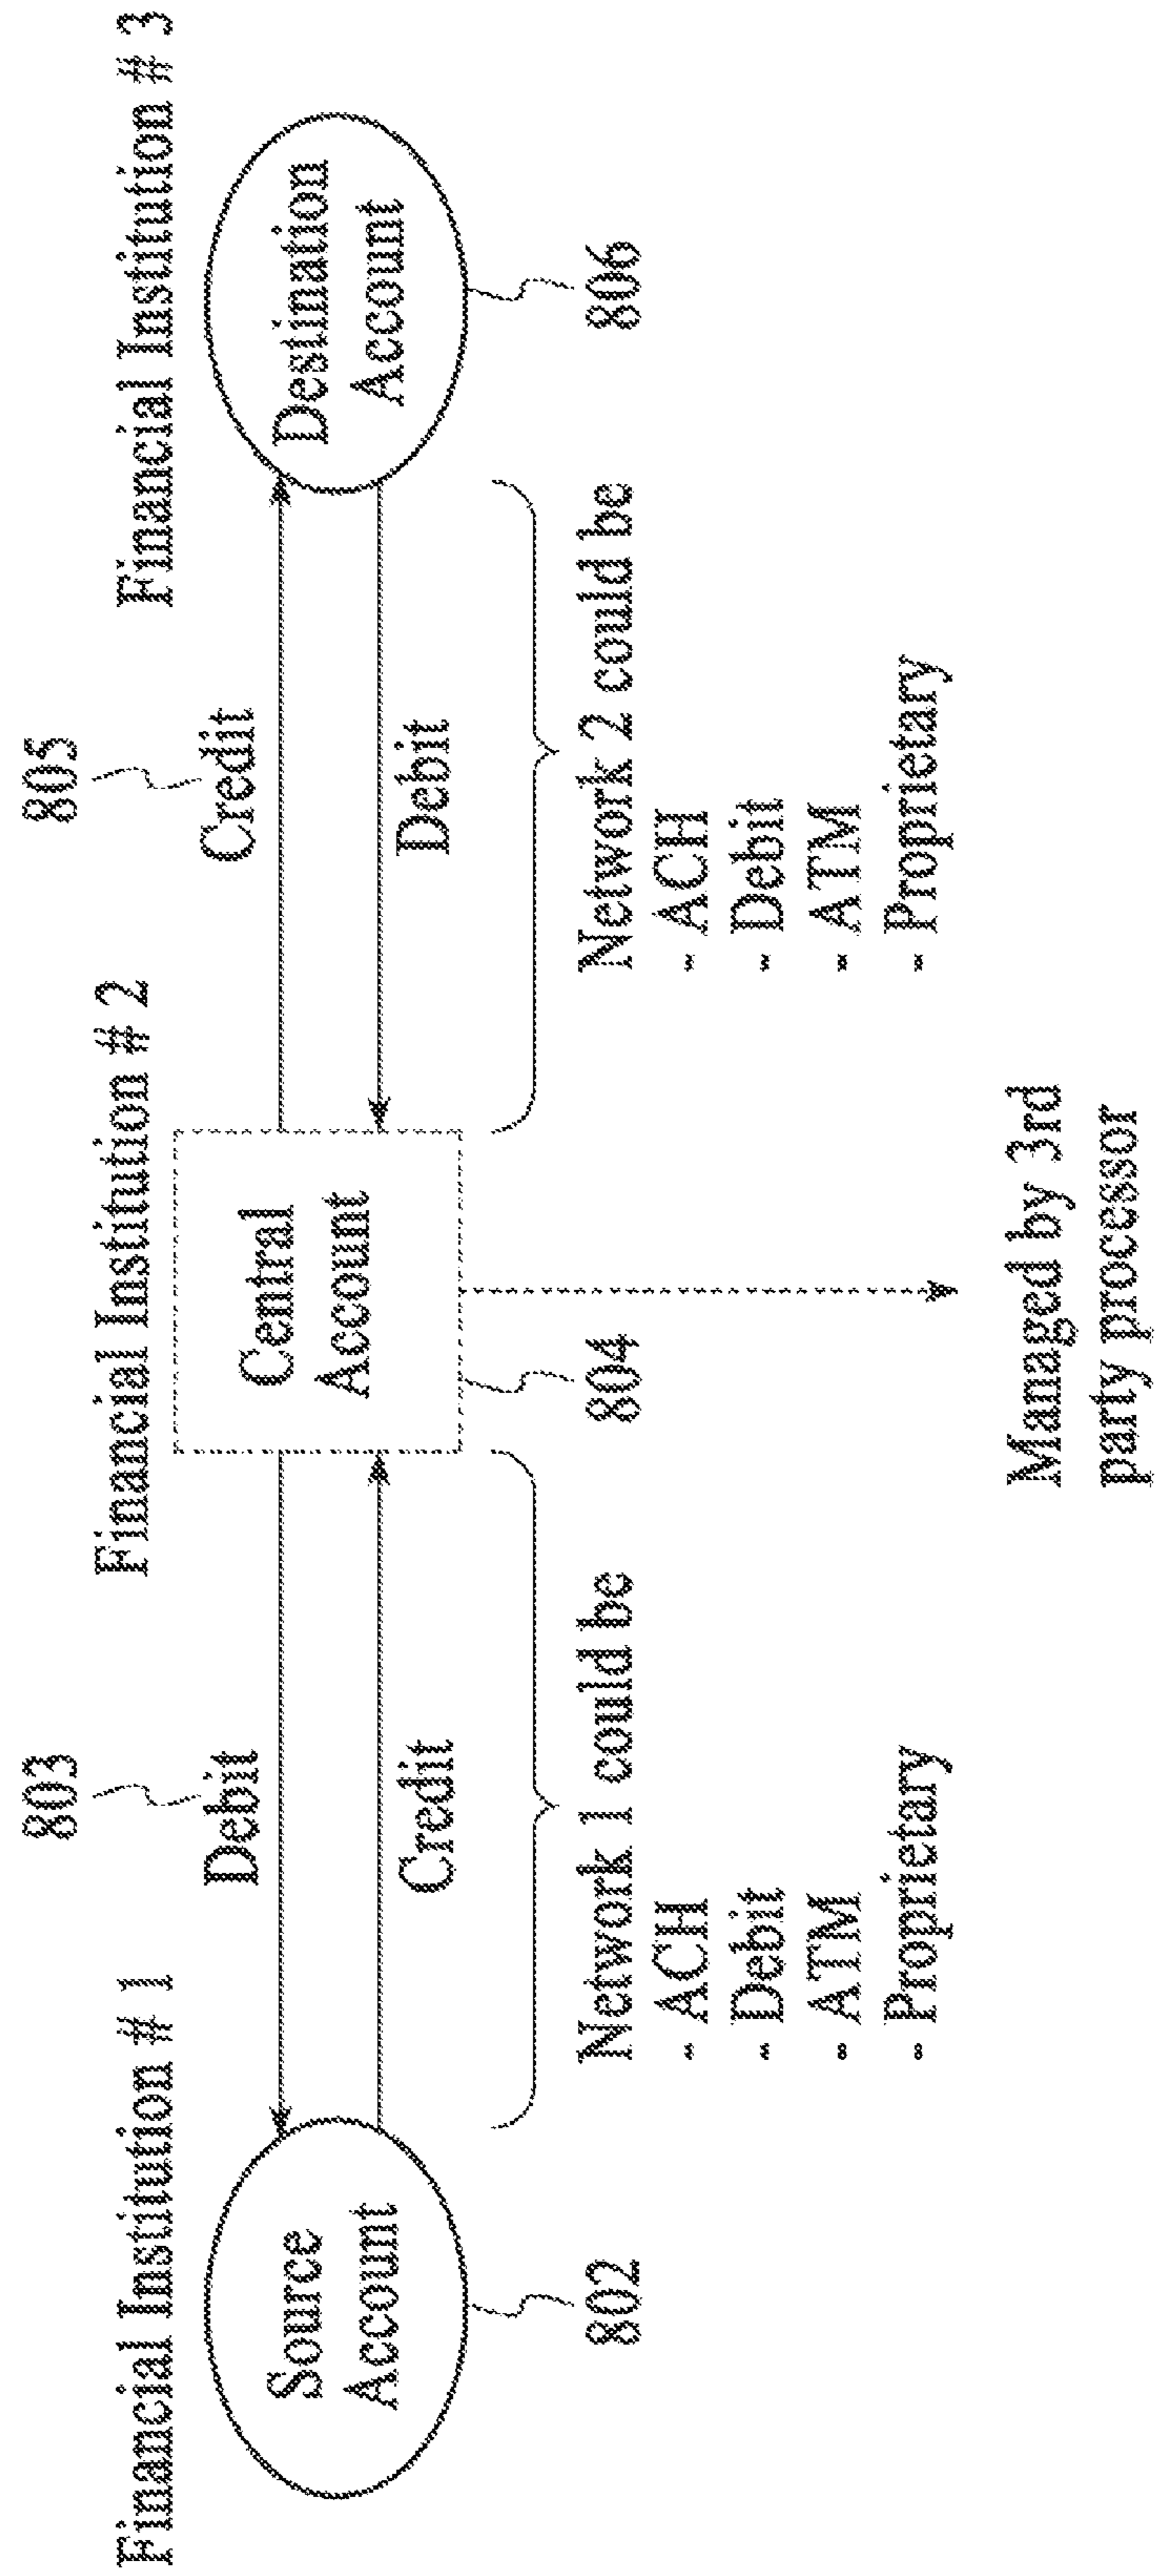 Financial Institution # 1
Financial Institution # 2
Financial Institution # 3
803
Debit
805
Credit
Source
Account
Central
Account
Destination
Account
Credit
Debit
802
804
806
Network 1 could be
- ACH
- Debit
- ATM
- Proprietary
Network 2 could be
- ACH
- Debit
- ATM
- Proprietary
Managed by 3rd
party processor